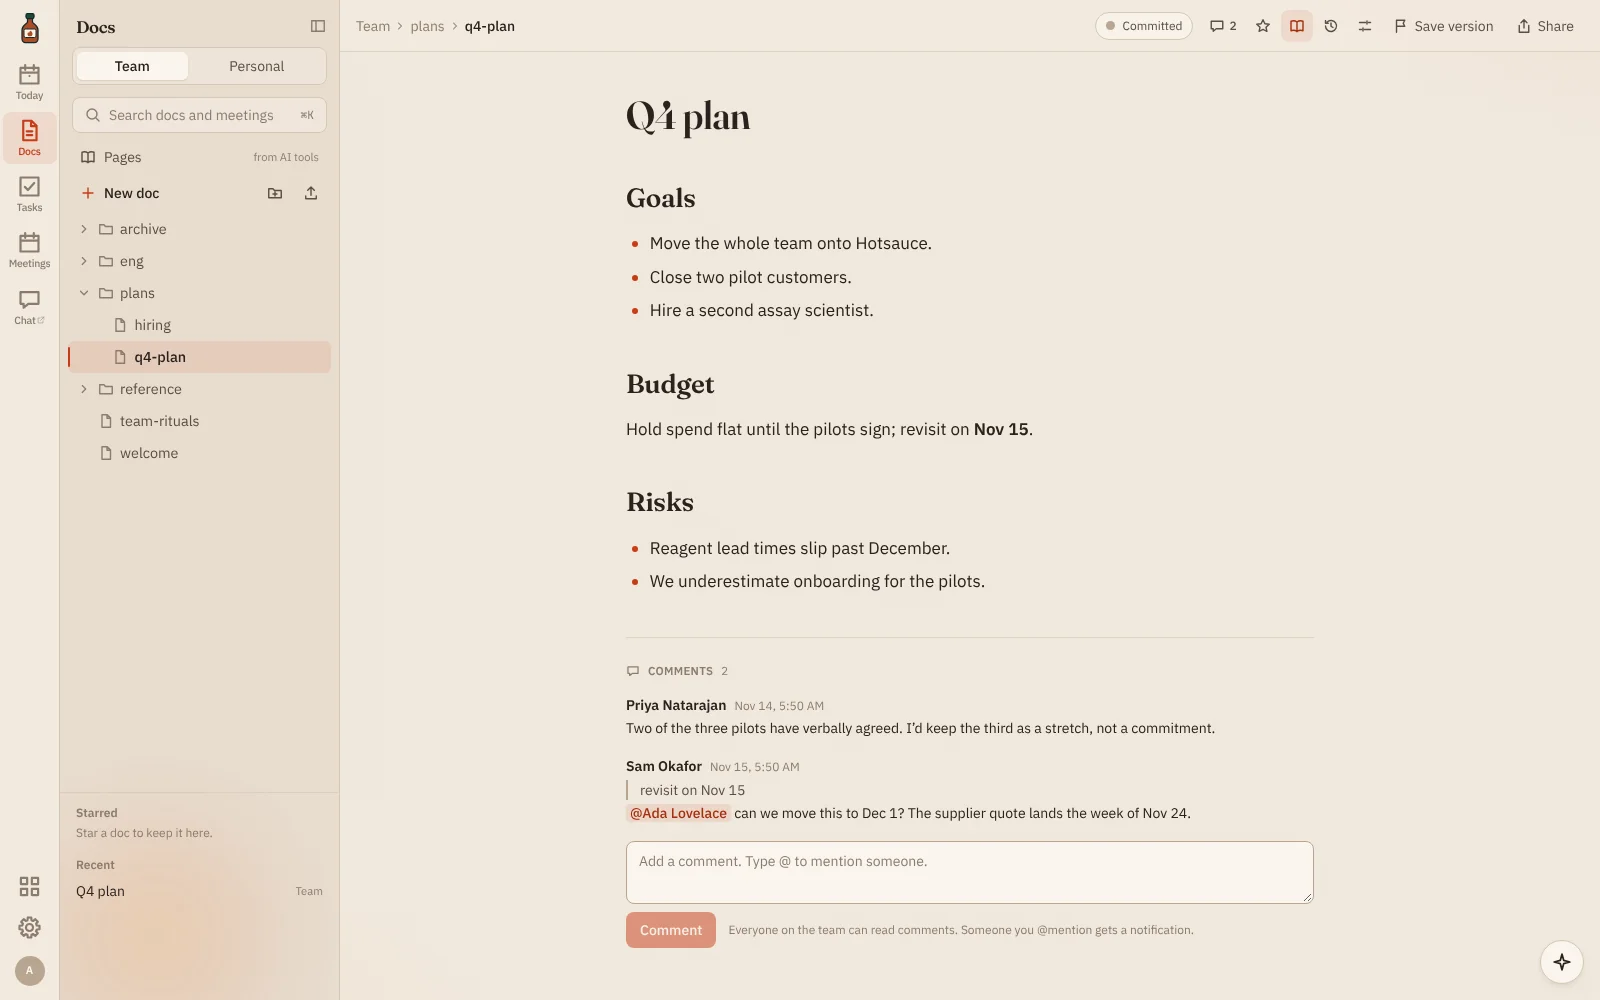 Today
Docs
Tasks
Meetings
Chat
A
Docs
Team
Personal
Search docs and meetings
⌘K
Pages
from AI tools
New doc
archive
eng
plans
hiring
q4-plan
reference
team-rituals
welcome
Starred
Star a doc to keep it here.
Recent
Q4 plan
Team
Team > plans > q4-plan
Committed
2
Save version
Share
Q4 plan
Goals
Move the whole team onto Hotsauce.
Close two pilot customers.
Hire a second assay scientist.
Budget
Hold spend flat until the pilots sign; revisit on Nov 15.
Risks
Reagent lead times slip past December.
We underestimate onboarding for the pilots.
COMMENTS 2
Priya Natarajan Nov 14, 5:50 AM
Two of the three pilots have verbally agreed. I’d keep the third as a stretch, not a commitment.
Sam Okafor Nov 15, 5:50 AM
revisit on Nov 15
@Ada Lovelace can we move this to Dec 1? The supplier quote lands the week of Nov 24.
Add a comment. Type @ to mention someone.
Comment
Everyone on the team can read comments. Someone you @mention gets a notification.